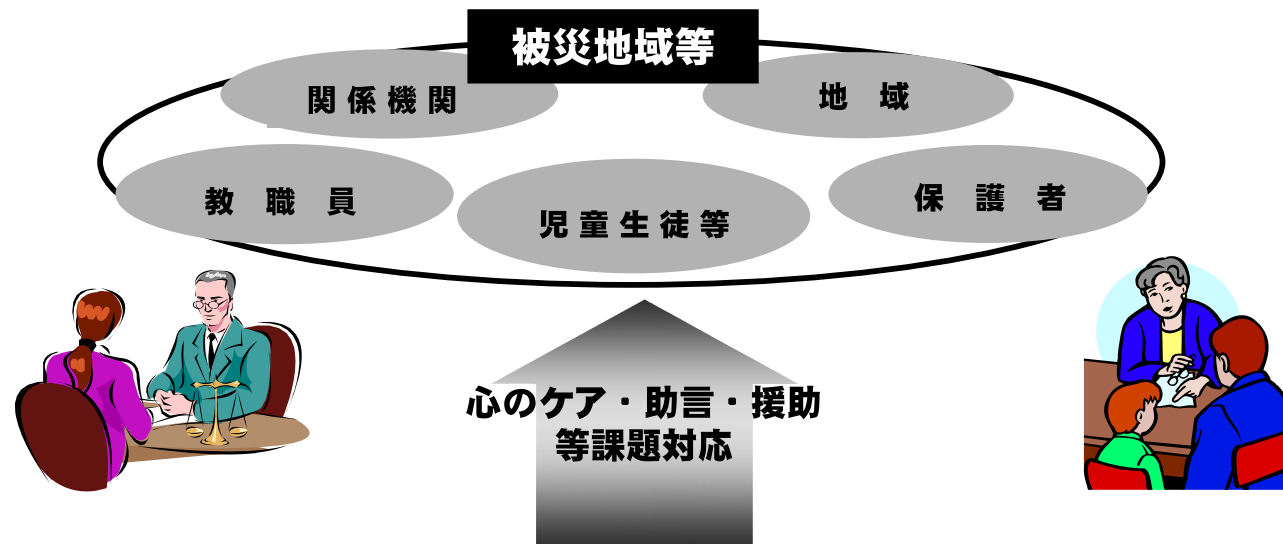 被災地域等
関係機関
地　域
教　職　員
児童生徒等
保　護　者
心のケア・助言・援助
等課題対応